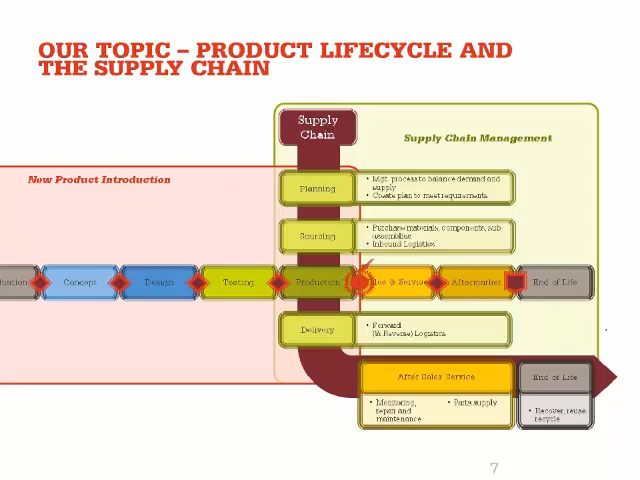 OUR TOPIC – PRODUCT LIFECYCLE AND
THE SUPPLY CHAIN
Supply
Chain
Supply Chain Management
New Product Introduction
Planning
• Mgt. process to balance demand and
supply
• Create plan to meet requirements
Sourcing
• Purchase materials, components, sub
assemblies
• Inbound Logistics
Concept
Design
Testing
Production
& Service
Aftermarket
End of Life
Delivery
• Forward
(& Reverse) Logistics
After Sales Service
End of Life
• Monitoring,
repair and
maintenance
• Parts supply
• Recover, reuse
recycle
7